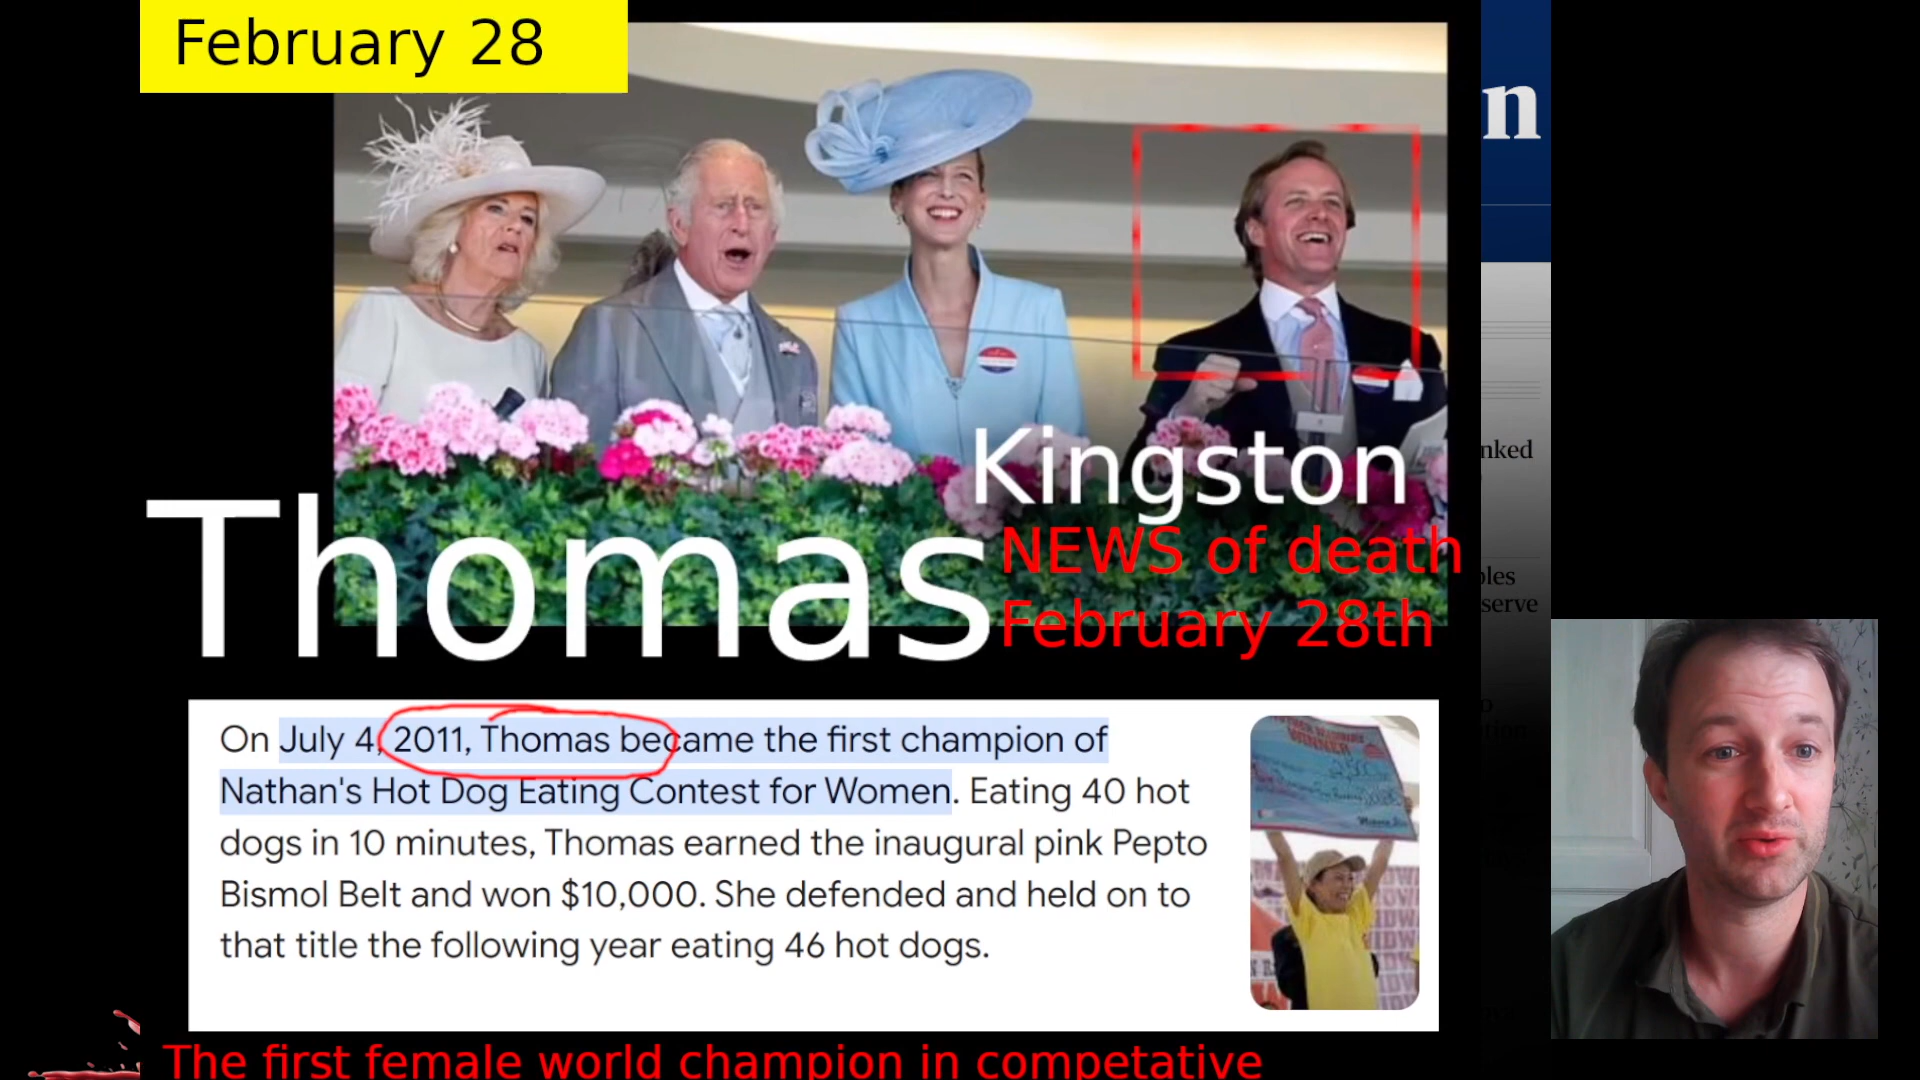 February 28
n
Kingston
nked
Thomas
NEWS of death
February 28th
serve
On July 4, 2011, Thomas became the first champion of
Nathan's Hot Dog Eating Contest for Women. Eating 40 hot
dogs in 10 minutes, Thomas earned the inaugural pink Pepto
Bismol Belt and won $10,000. She defended and held on to
that title the following year eating 46 hot dogs.
WINNER
The first female world champion in competative